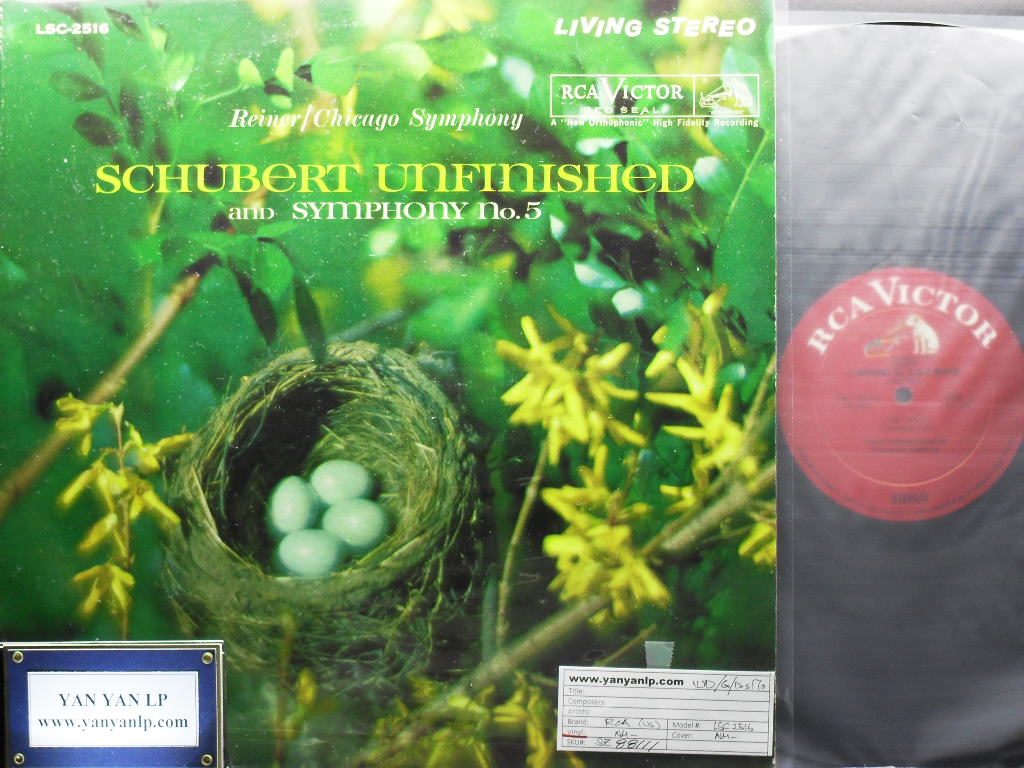 LSC-2516
LIVING STEREO
RCA VICTOR
RED SEAL
A "New Orthophonic" High Fidelity Recording
Reiner/Chicago Symphony
SCHUBERT UNFINISHED
AND SYMPHONY No. 5
RCA VICTOR
STEREO
YAN YAN LP
www.yanyanlp.com
www.yanyanlp.com
Title:
Composers:
Artists:
Brand: RCA (US) Model #: LSC 2516
Vinyl: NM- Cover: NM-
SKU#: SZ 88111